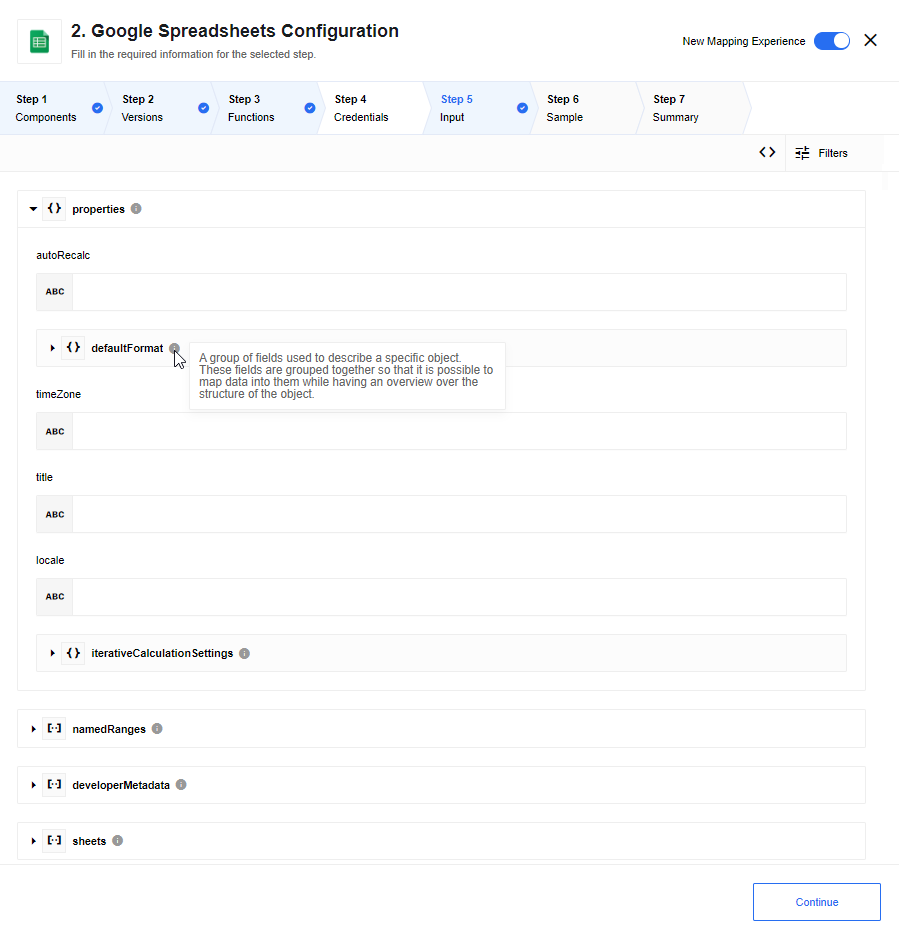 2. Google Spreadsheets Configuration
Fill in the required information for the selected step.
New Mapping Experience
Step 1
Components
Step 2
Versions
Step 3
Functions
Step 4
Credentials
Step 5
Input
Step 6
Sample
Step 7
Summary
Filters
properties
autoRecalc
ABC
defaultFormat
A group of fields used to describe a specific object.
These fields are grouped together so that it is possible to
map data into them while having an overview over the
structure of the object.
timeZone
ABC
title
ABC
locale
ABC
iterativeCalculationSettings
namedRanges
developerMetadata
sheets
Continue